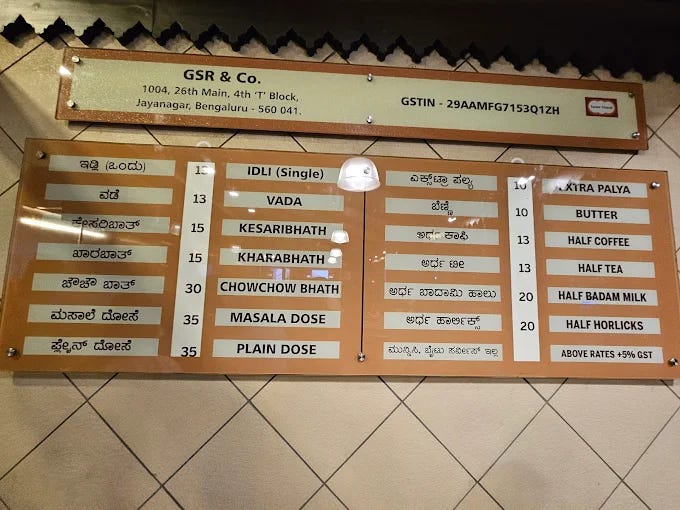 GSR & Co.
1004, 26th Main, 4th 'T' Block,
Jayanagar, Bengaluru - 560 041.
GSTIN - 29AAMFG7153Q1ZH
ಇಡ್ಲಿ (ಒಂದು) IDLI (Single)
ವಡೆ 13 VADA
ಕೇಸರಿಬಾತ್ 15 KESARIBHATH
ಖಾರಬಾತ್ 15 KHARABHATH
ಚೌಚೌ ಬಾತ್ 30 CHOWCHOW BHATH
ಮಸಾಲೆ ದೋಸೆ 35 MASALA DOSE
ಪ್ಲೈನ್ ದೋಸೆ 35 PLAIN DOSE
ಎಕ್ಸ್‌ಟ್ರಾ ಪಲ್ಯ 10 EXTRA PALYA
ಬೆಣ್ಣೆ 10 BUTTER
ಅರ್ಧ ಕಾಫಿ 13 HALF COFFEE
ಅರ್ಧ ಟೀ 13 HALF TEA
ಅರ್ಧ ಬಾದಾಮಿ ಹಾಲು 20 HALF BADAM MILK
ಅರ್ಧ ಹಾರ್ಲಿಕ್ಸ್ 20 HALF HORLICKS
ಬೈಟು ಸರ್ವೀಸ್ ಇಲ್ಲ ABOVE RATES +5% GST